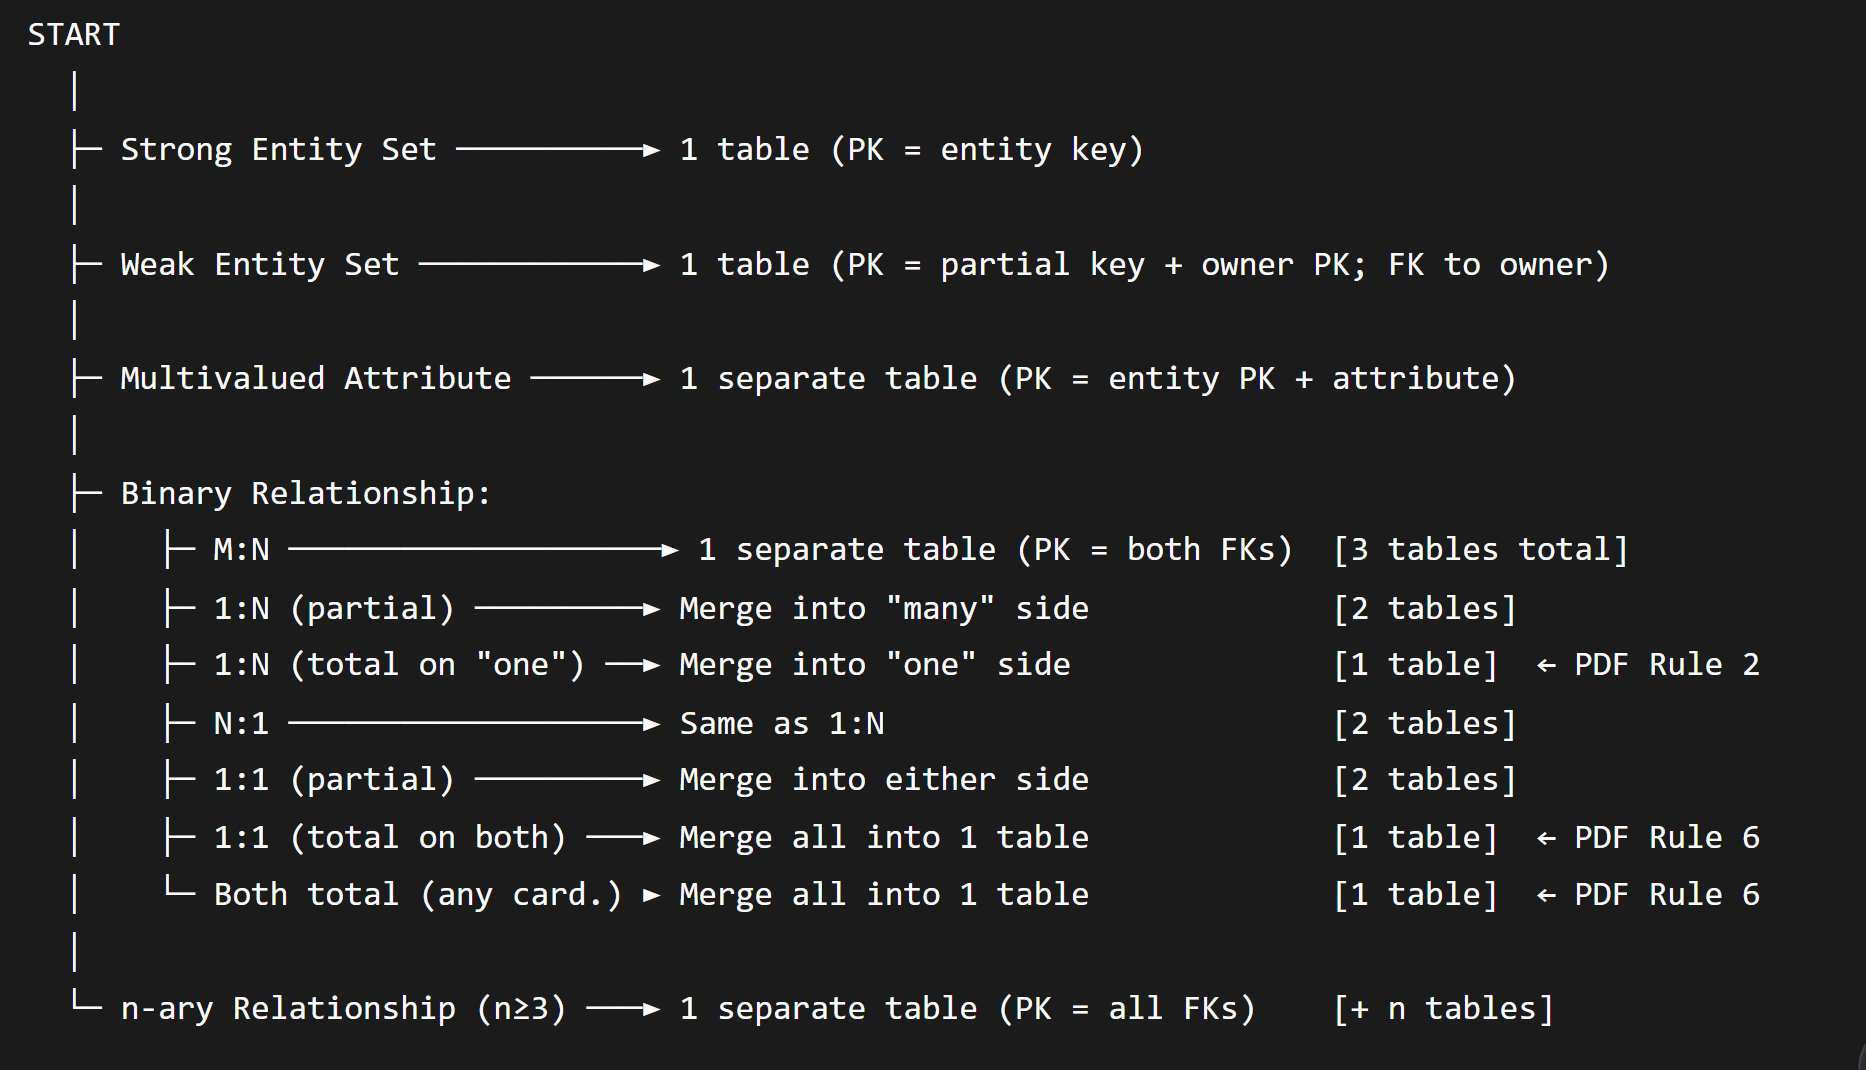 START
│
├─ Strong Entity Set ──────────► 1 table (PK = entity key)
│
├─ Weak Entity Set ────────────► 1 table (PK = partial key + owner PK; FK to owner)
│
├─ Multivalued Attribute ──────► 1 separate table (PK = entity PK + attribute)
│
├─ Binary Relationship:
│    ├─ M:N ────────────────────► 1 separate table (PK = both FKs)  [3 tables total]
│    ├─ 1:N (partial) ─────────► Merge into "many" side             [2 tables]
│    ├─ 1:N (total on "one") ──► Merge into "one" side              [1 table]  ← PDF Rule 2
│    ├─ N:1 ───────────────────► Same as 1:N                        [2 tables]
│    ├─ 1:1 (partial) ─────────► Merge into either side             [2 tables]
│    ├─ 1:1 (total on both) ───► Merge all into 1 table             [1 table]  ← PDF Rule 6
│    └─ Both total (any card.) ► Merge all into 1 table             [1 table]  ← PDF Rule 6
│
└─ n-ary Relationship (n≥3) ───► 1 separate table (PK = all FKs)    [+ n tables]